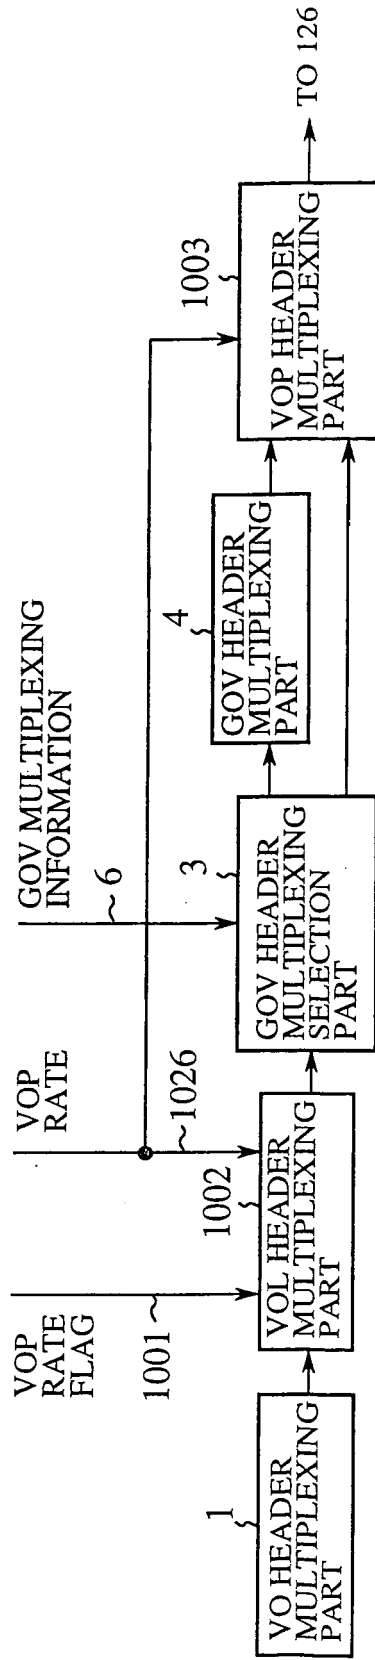 VOP
RATE
FLAG
1001
VOP
RATE
1026
GOV MULTIPLEXING
INFORMATION
6
1
VO HEADER
MULTIPLEXING
PART
1002
VOL HEADER
MULTIPLEXING
PART
3
GOV HEADER
MULTIPLEXING
SELECTION
PART
4
GOV HEADER
MULTIPLEXING
PART
1003
VOP HEADER
MULTIPLEXING
PART
TO 126